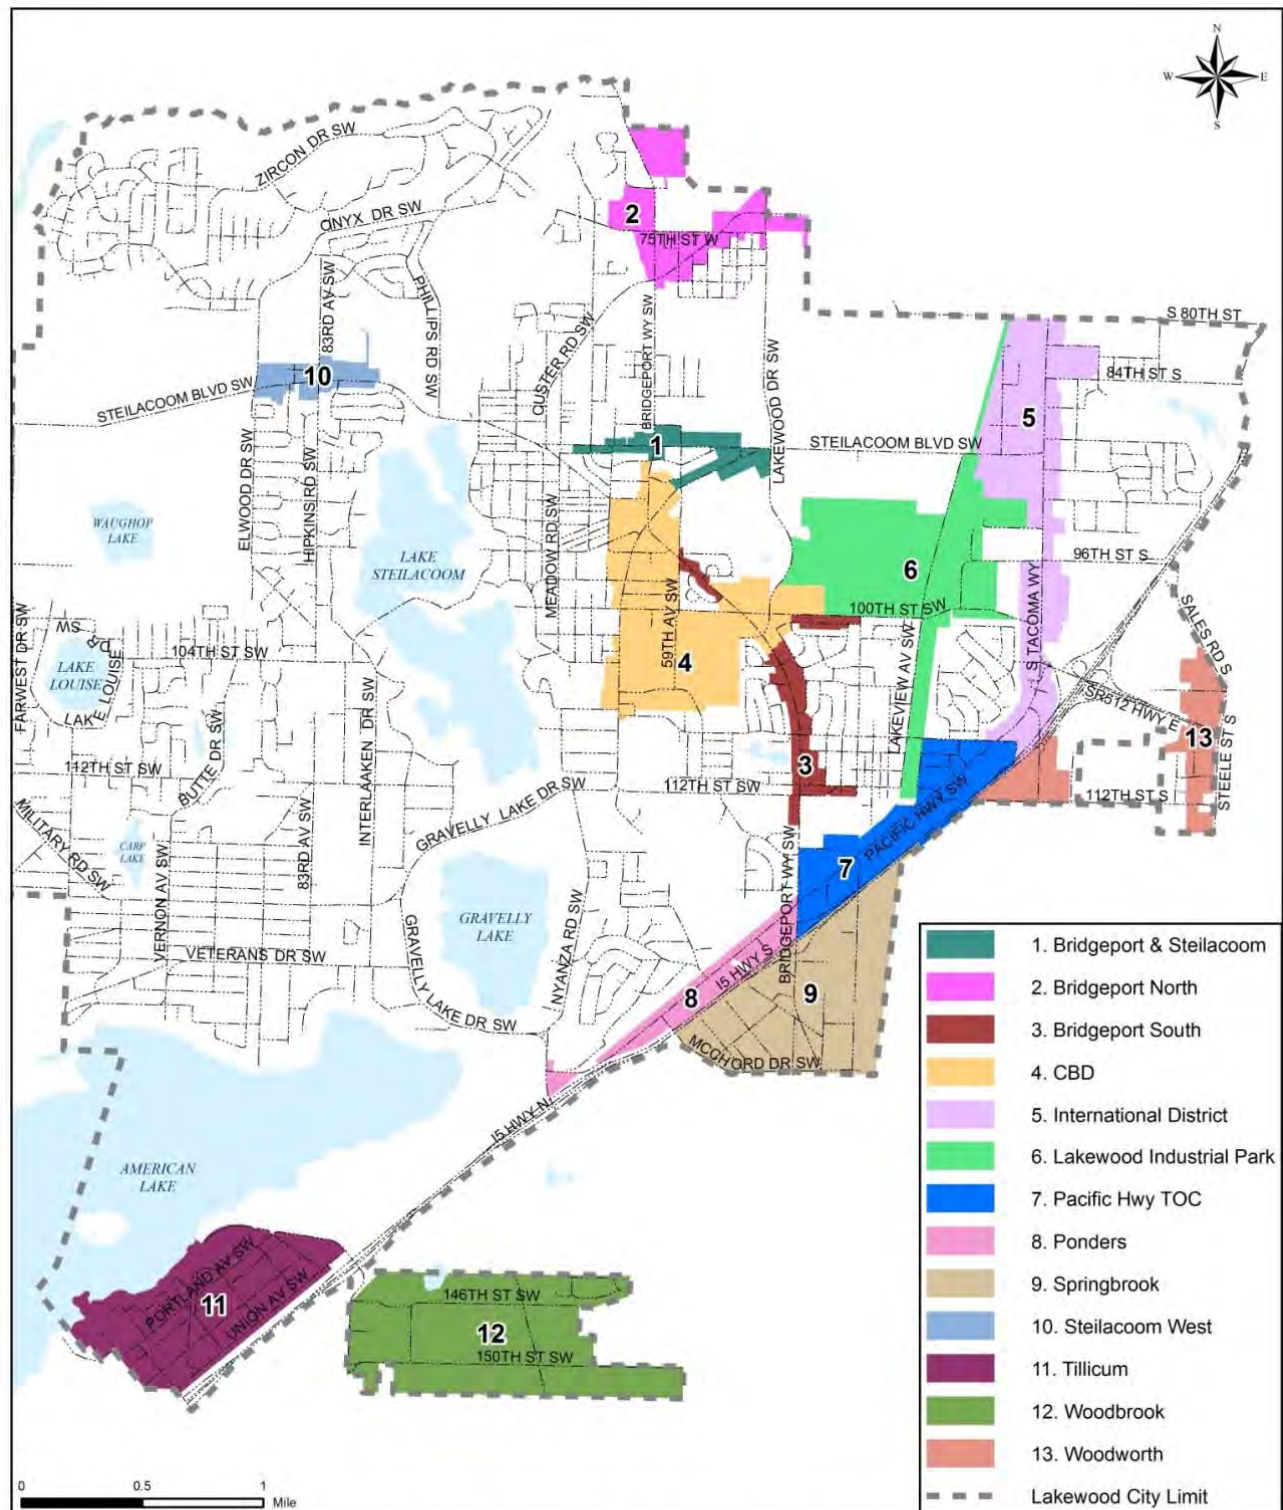 N
W E
S
ZIRCON DR SW
ONYX DR SW
2
75TH ST W
83RD AV SW
PHILLIPS RD SW
CUSTER RD SW
BRIDGEPORT WY SW
LAKEWOOD DR SW
S 80TH ST
84TH ST S
10
STEILACOOM BLVD SW
5
1
STEILACOOM BLVD SW
ELWOOD DR SW
HIPKINS RD SW
MEADOW RD SW
WAUGHOP
LAKE
LAKE
STEILACOOM
96TH ST S
6
59TH AV SW
100TH ST SW
S TACOMA WY
SALES RD S
FARWEST DR SW
DR SW
LAKE
LOUISE
LAKE LOUISE
104TH ST SW
4
LAKEVIEW AV SW
SR512 HWY E
13
STEELE ST S
BUTTE DR SW
INTERLAAKEN DR SW
3
112TH ST SW
112TH ST SW
112TH ST S
GRAVELLY LAKE DR SW
MILITARY RD SW
CARP
LAKE
83RD AV SW
PACIFIC HWY SW
7
VERNON AV SW
GRAVELLY
LAKE
BRIDGEPORT WY SW
NYANZA RD SW
VETERANS DR SW
GRAVELLY LAKE DR SW
I5 HWY S
8
9
MCCHORD DR SW
I5 HWY N
AMERICAN
LAKE
PORTLAND AV SW
UNION AV SW
11
146TH ST SW
12
150TH ST SW
1. Bridgeport & Steilacoom
2. Bridgeport North
3. Bridgeport South
4. CBD
5. International District
6. Lakewood Industrial Park
7. Pacific Hwy TOC
8. Ponders
9. Springbrook
10. Steilacoom West
11. Tillicum
12. Woodbrook
13. Woodworth
Lakewood City Limit
0 0.5 1
Mile